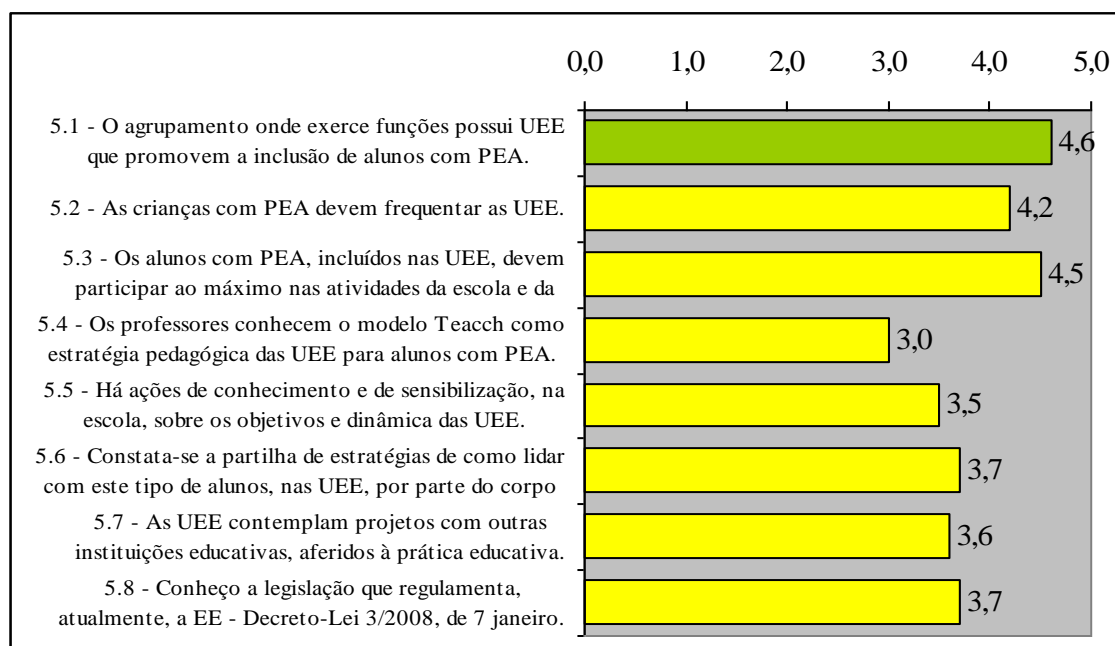 0,0 1,0 2,0 3,0 4,0 5,0
5.1 - O agrupamento onde exerce funções possui UEE
que promovem a inclusão de alunos com PEA.
4,6
5.2 - As crianças com PEA devem frequentar as UEE.
4,2
5.3 - Os alunos com PEA, incluídos nas UEE, devem
participar ao máximo nas atividades da escola e da
4,5
5.4 - Os professores conhecem o modelo Teacch como
estratégia pedagógica das UEE para alunos com PEA.
3,0
5.5 - Há ações de conhecimento e de sensibilização, na
escola, sobre os objetivos e dinâmica das UEE.
3,5
5.6 - Constata-se a partilha de estratégias de como lidar
com este tipo de alunos, nas UEE, por parte do corpo
3,7
5.7 - As UEE contemplam projetos com outras
instituições educativas, aferidos à prática educativa.
3,6
5.8 - Conheço a legislação que regulamenta,
atualmente, a EE - Decreto-Lei 3/2008, de 7 janeiro.
3,7